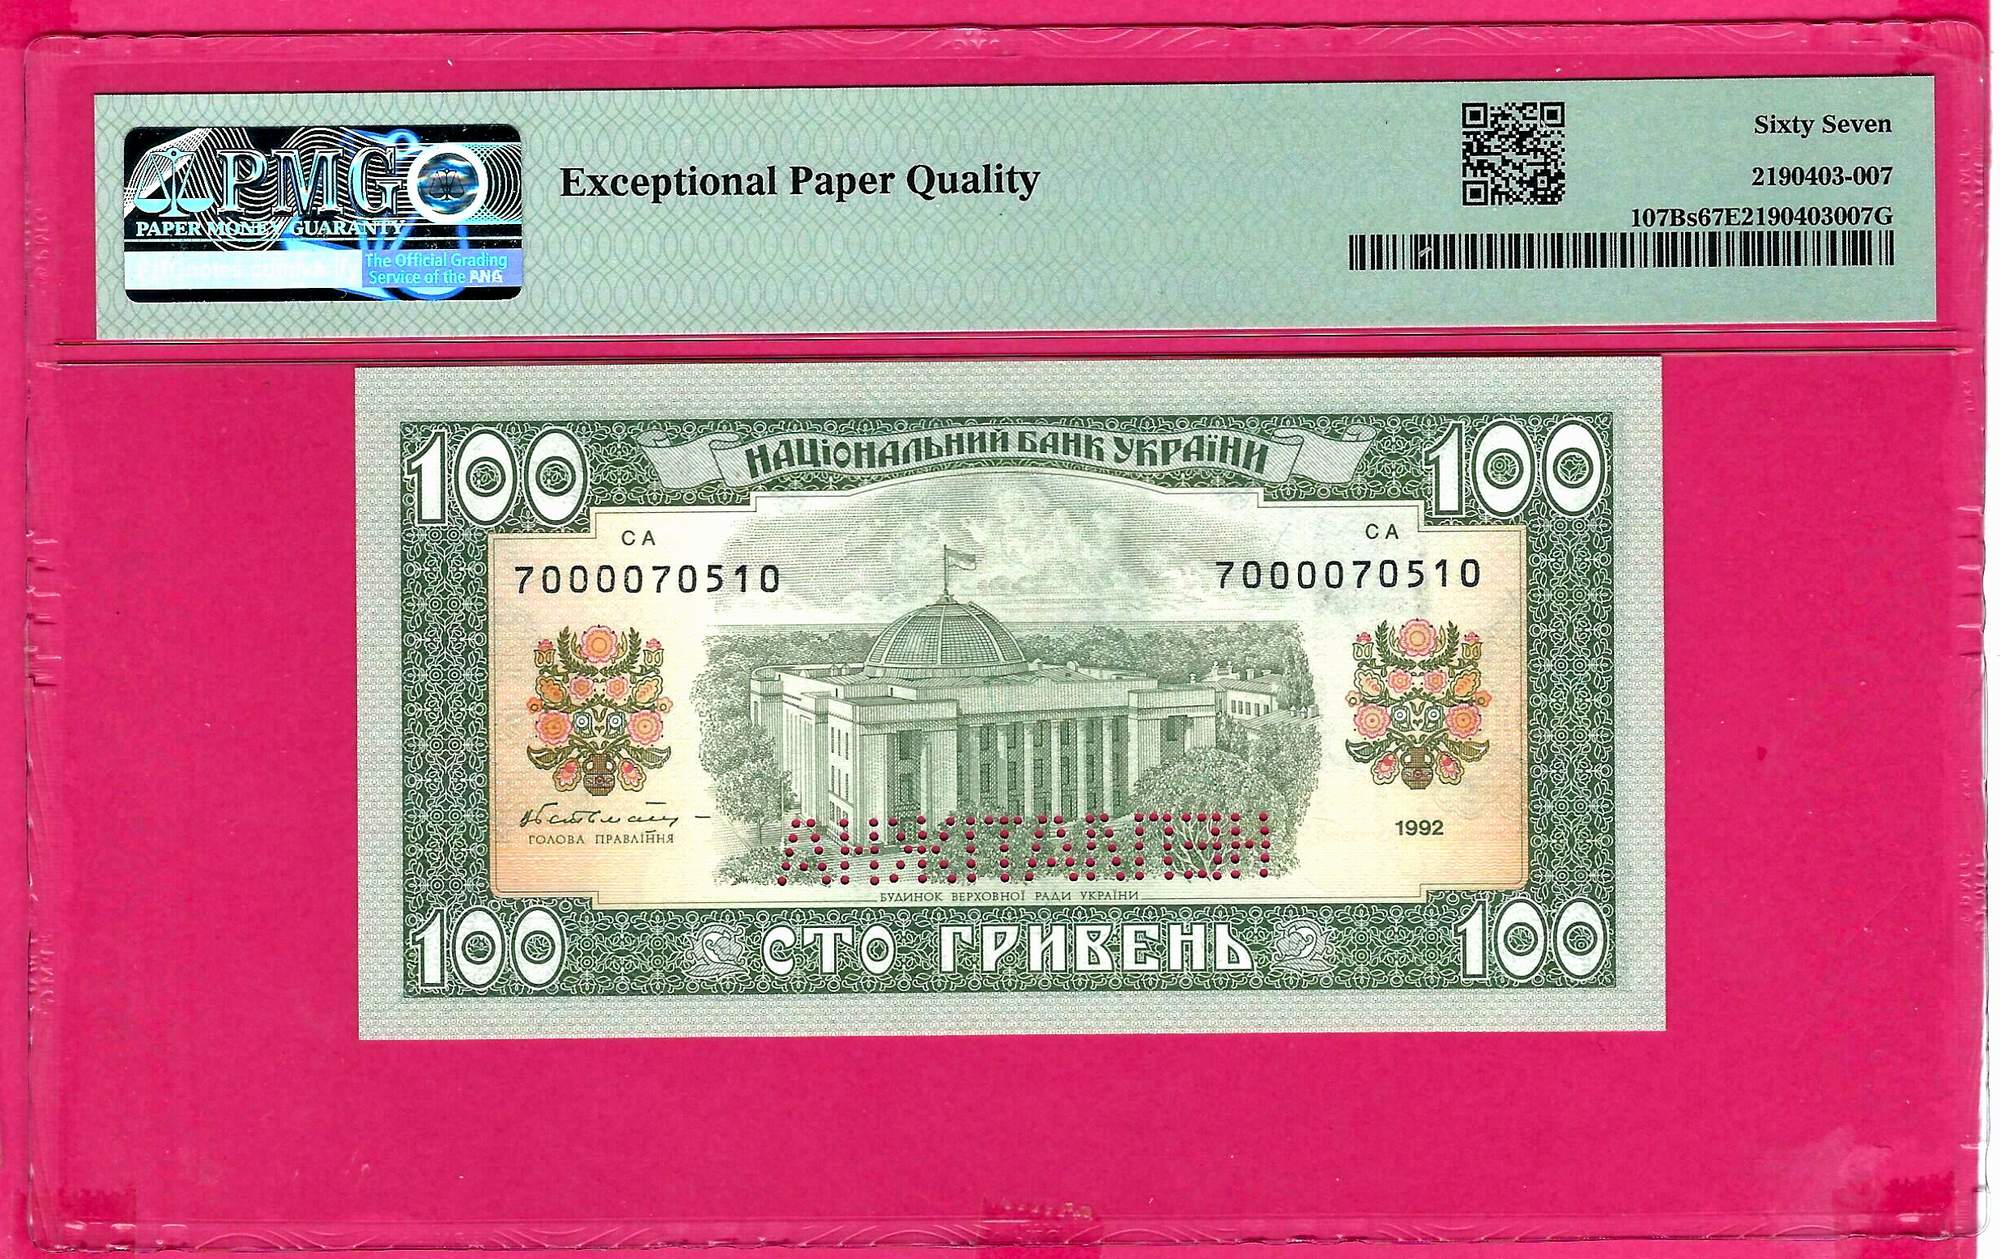 PMG
PAPER MONEY GUARANTY
The Official Grading
Service of the ANA
Exceptional Paper Quality
Sixty Seven
2190403-007
107Bs67E2190403007G
100
НАЦІОНАЛЬНИЙ БАНК УКРАЇНИ
100
СА
СА
7000070510
7000070510
ГОЛОВА ПРАВЛІННЯ
1992
НЕПЛАТІЖНА
БУДИНОК ВЕРХОВНОЇ РАДИ УКРАЇНИ
100
СТО ГРИВЕНЬ
100